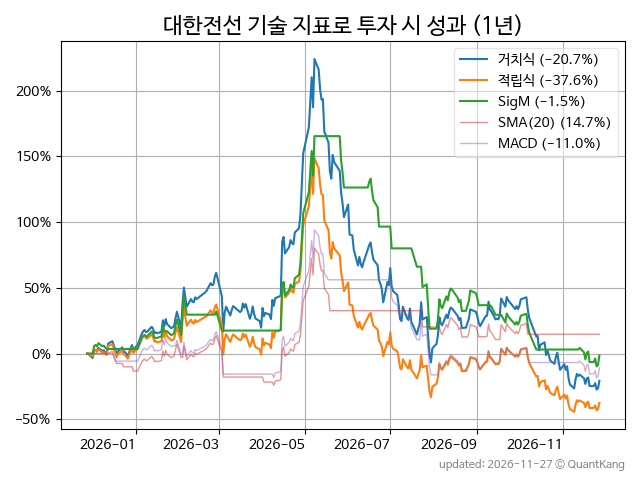 대한전선 기술 지표로 투자 시 성과 (1년)
거치식 (−20.7%)
적립식 (−37.6%)
SigM (−1.5%)
SMA(20) (14.7%)
MACD (−11.0%)
200%
150%
100%
50%
0%
−50%
2026-01 2026-03 2026-05 2026-07 2026-09 2026-11
updated: 2026-11-27 © QuantKang